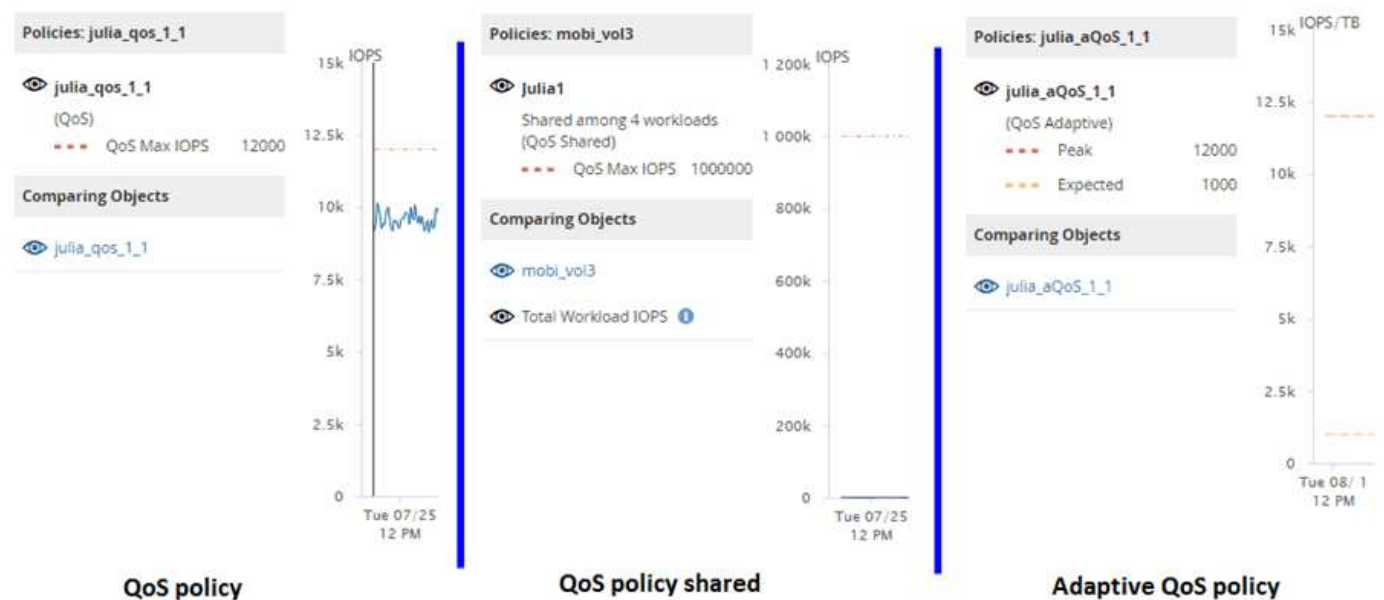 Policies: julia_qos_1_1
julia_qos_1_1
(QoS)
QoS Max IOPS 12000
Comparing Objects
julia_qos_1_1
IOPS
15k
12.5k
10k
7.5k
5k
2.5k
0
Tue 07/25
12 PM
QoS policy
Policies: mobi_vol3
Julia1
Shared among 4 workloads
(QoS Shared)
QoS Max IOPS 1000000
Comparing Objects
mobi_vol3
Total Workload IOPS
IOPS
1 200k
1 000k
800k
600k
400k
200k
0
Tue 07/25
12 PM
QoS policy shared
Policies: julia_aQoS_1_1
julia_aQoS_1_1
(QoS Adaptive)
Peak 12000
Expected 1000
Comparing Objects
julia_aQoS_1_1
IOPS/TB
15k
12.5k
10k
7.5k
5k
2.5k
0
Tue 08/ 1
12 PM
Adaptive QoS policy